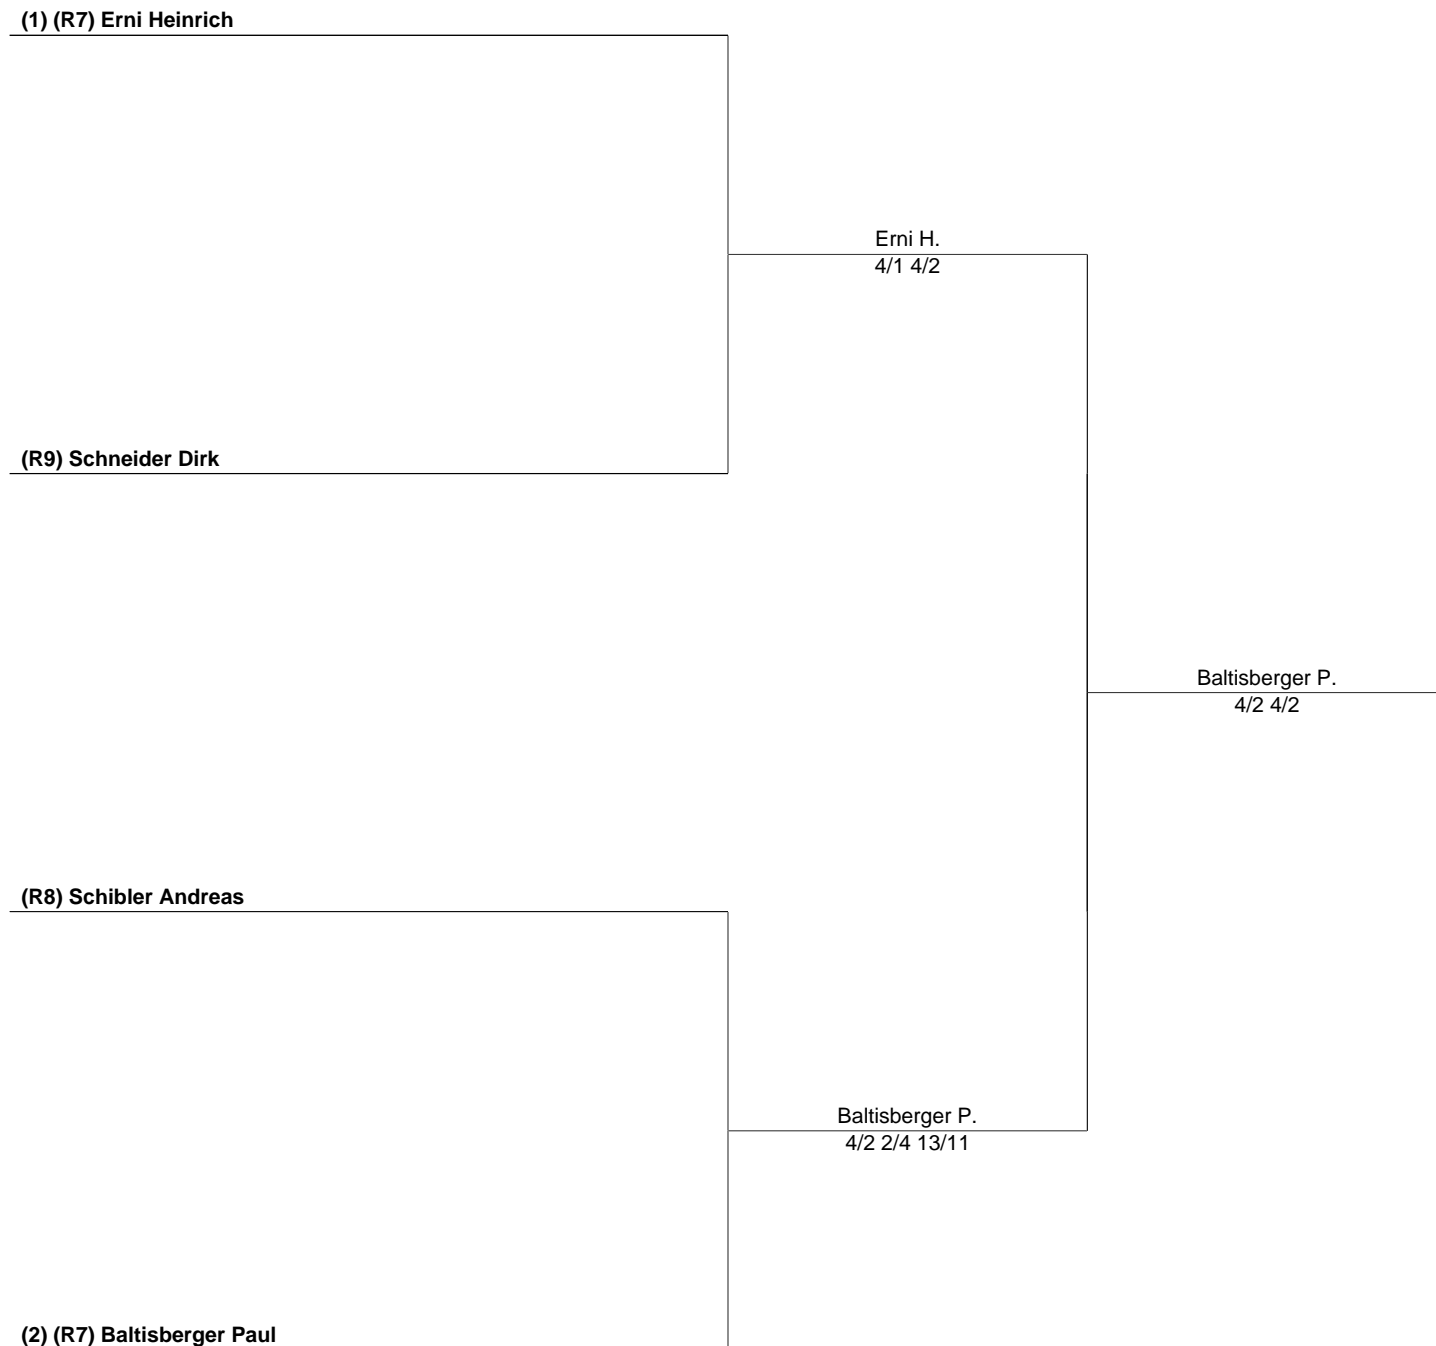 (1) (R7) Erni Heinrich
Erni H.
4/1 4/2
(R9) Schneider Dirk
Baltisberger P.
4/2 4/2
(R8) Schibler Andreas
Baltisberger P.
4/2 2/4 13/11
(2) (R7) Baltisberger Paul